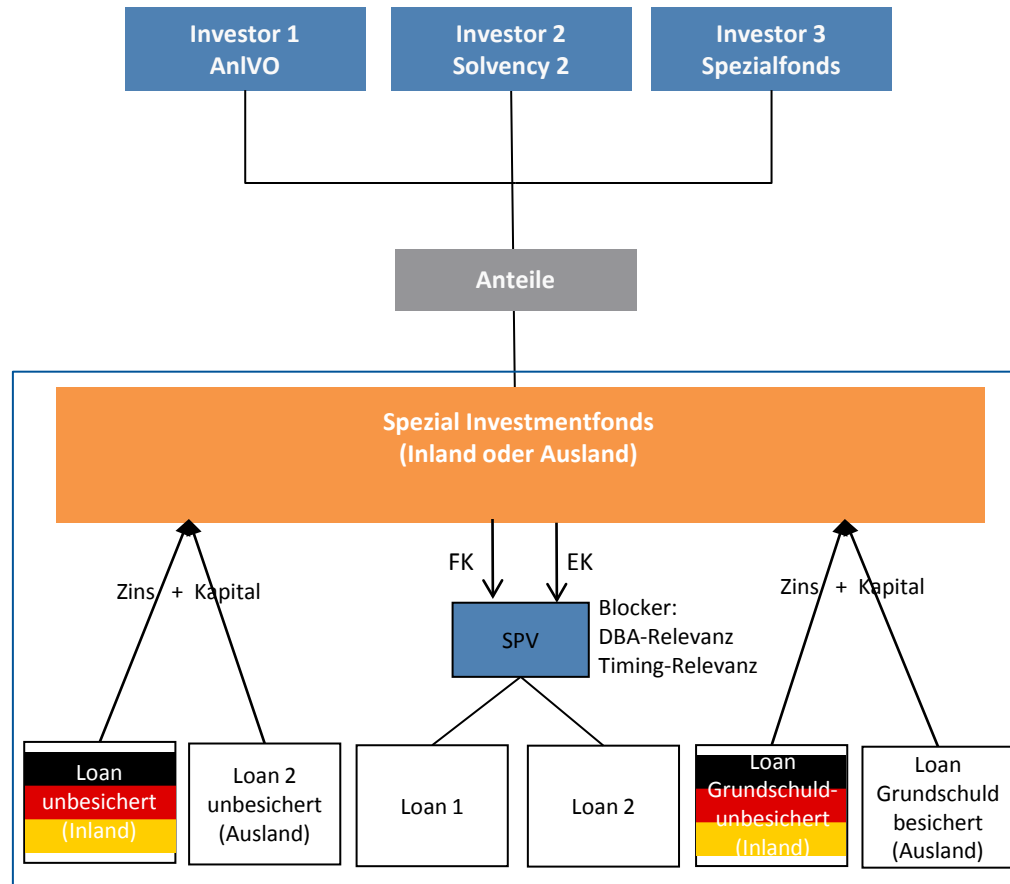 Investor 1
AnlVO
Investor 2
Solvency 2
Investor 3
Spezialfonds
Anteile
Spezial Investmentfonds
(Inland oder Ausland)
FK
EK
Zins + Kapital
SPV
Blocker:
DBA-Relevanz
Timing-Relevanz
Zins + Kapital
Loan
unbesichert
(Inland)
Loan 2
unbesichert
(Ausland)
Loan 1
Loan 2
Loan
Grundschuld-
unbesichert
(Inland)
Loan
Grundschuld
besichert
(Ausland)